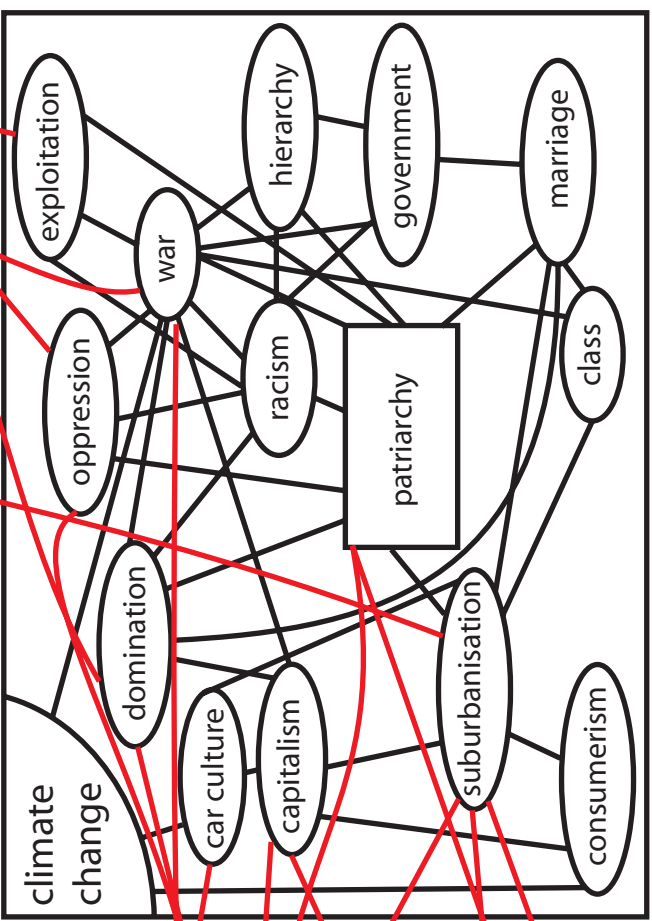 climate
change
exploitation
oppression
domination
war
car culture
hierarchy
racism
capitalism
government
patriarchy
suburbanisation
marriage
class
consumerism